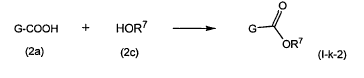 G-COOH + HOR⁷ G O OR⁷ (I-k-2)
(2a) (2c)